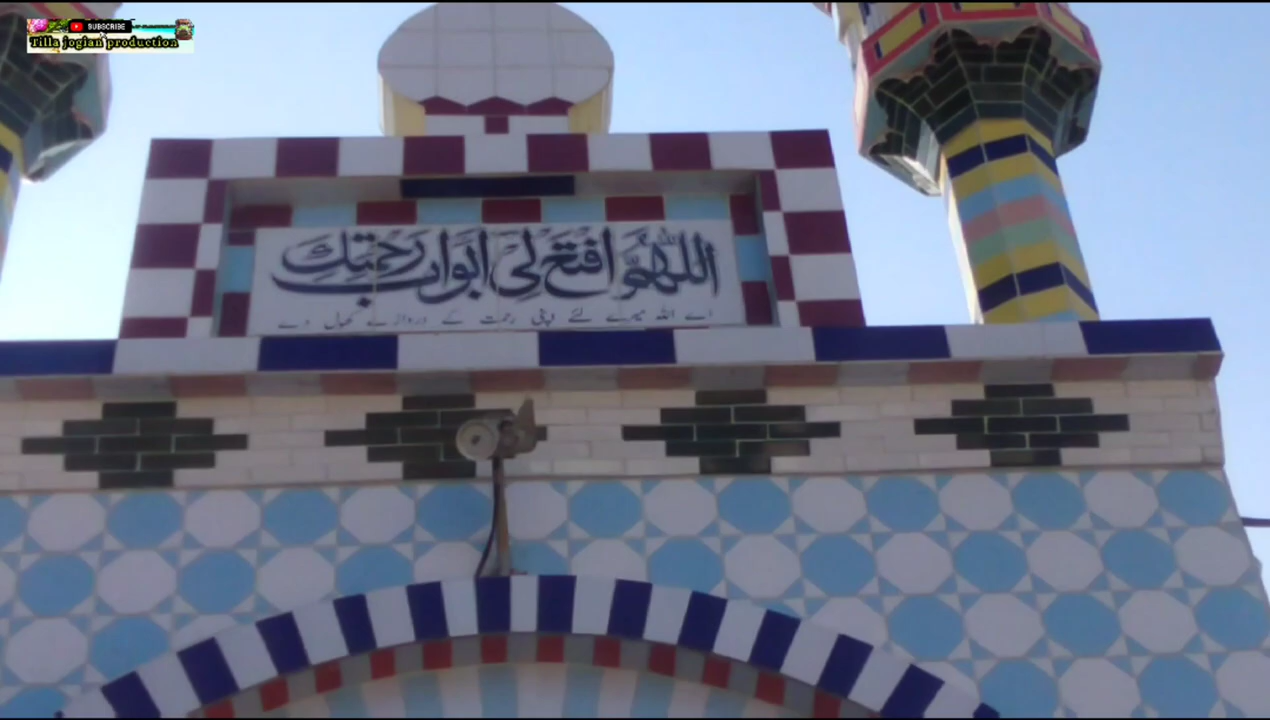 SUBSCRIBE
Tilla jogian production
اللهم افتح لی ابواب رحمتك
اے اللہ میرے لئے اپنی رحمت کے دروازے کھول دے